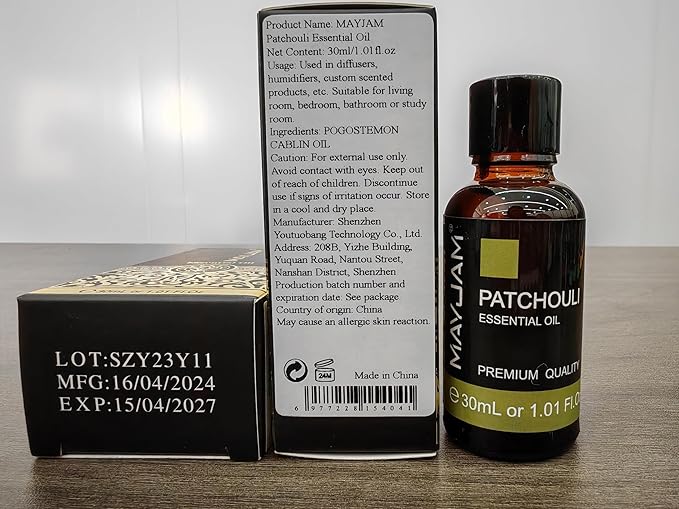 LOT:SZY23Y11
MFG:16/04/2024
EXP:15/04/2027
Product Name: MAYJAM
Patchouli Essential Oil
Net Content: 30ml/1.01fl.oz
Usage: Used in diffusers,
humidifiers, custom scented
products, etc. Suitable for living
room, bedroom, bathroom or study
room.
Ingredients: POGOSTEMON
CABLIN OIL
Caution: For external use only.
Avoid contact with eyes. Keep out
of reach of children. Discontinue
use if signs of irritation occur. Store
in a cool and dry place.
Manufacturer: Shenzhen
Youtuobang Technology Co., Ltd.
Address: 208B, Yizhe Building,
Yuquan Road, Nantou Street,
Nanshan District, Shenzhen
Production batch number and
expiration date: See package
Country of origin: China
May cause an allergic skin reaction.
24M
Made in China
6 977228 154041
MAYJAM®
PATCHOULI
ESSENTIAL OIL
PREMIUM QUALITY
e 30mL or 1.01 Fl.O